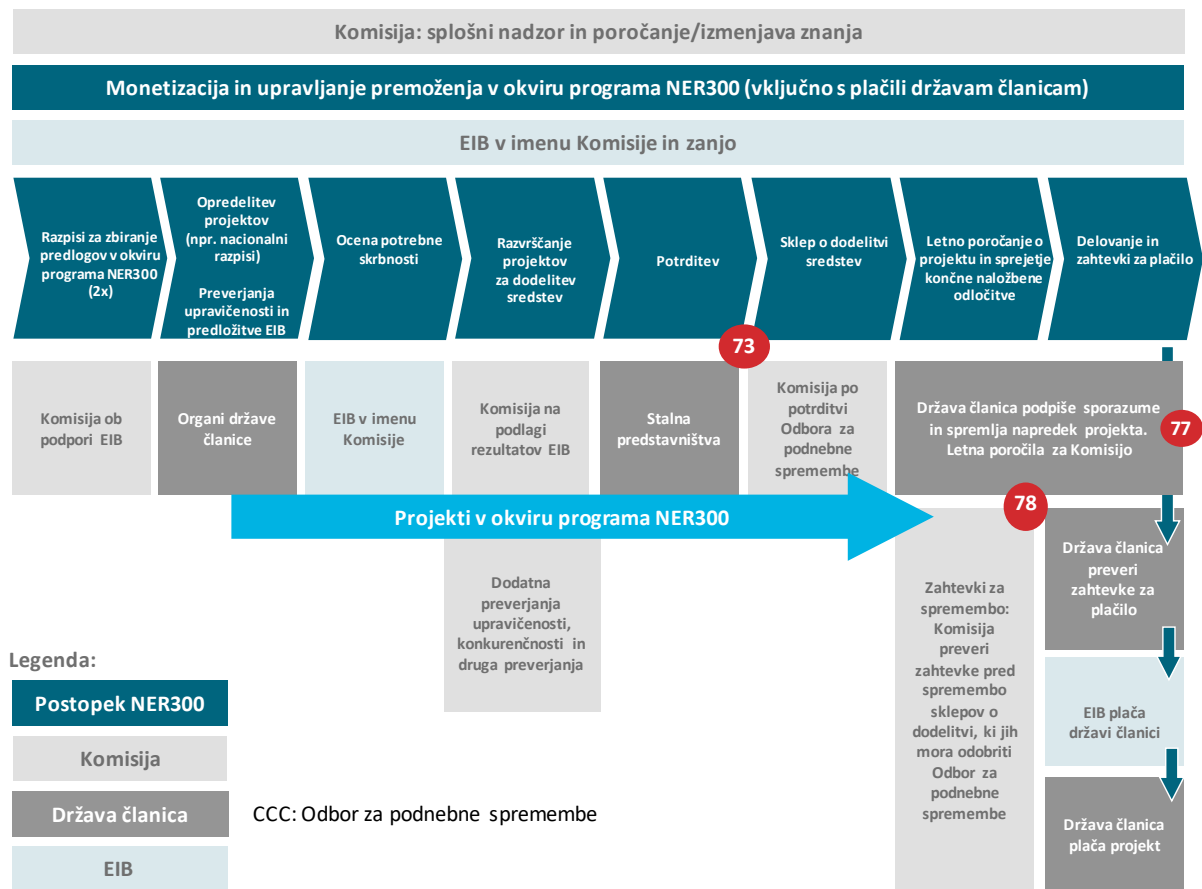 Komisija: splošni nadzor in poročanje/izmenjava znanja
Monetizacija in upravljanje premoženja v okviru programa NER300 (vključno s plačili državam članicam)
EIB v imenu Komisije in zanjo
Razpisi za zbiranje
predlogov v okviru
programa NER300
(2x)
Opredelitev
projektov
(npr. nacionalni
razpisi)
Preverjanja
upravičenosti in
predložitve EIB
Ocena potrebne
skrbnosti
Razvrščanje
projektov
za dodelitev
sredstev
Potrditev
Sklep o dodelitvi
sredstev
Letno poročanje o
projektu in sprejetje
končne naložbene
odločitve
Delovanje in
zahtevki za plačilo
73
Komisija ob
podpori EIB
Organi države
članice
EIB v imenu
Komisije
Komisija na
podlagi
rezultatov EIB
Stalna
predstavništva
Komisija po
potrditvi
Odbora za
podnebne
spremembe
Država članica podpiše sporazume
in spremlja napredek projekta.
Letna poročila za Komisijo
77
78
Projekti v okviru programa NER300
Dodatna
preverjanja
upravičenosti,
konkurenčnosti in
druga preverjanja
Zahtevki za
spremembo:
Komisija
preveri
zahtevke pred
spremembo
sklepov o
dodelitvi, ki jih
mora odobriti
Odbor za
podnebne
spremembe
Država članica
preveri
zahtevke za
plačilo
EIB plača
državi članici
Država članica
plača projekt
Legenda:
Postopek NER300
Komisija
Država članica
EIB
CCC: Odbor za podnebne spremembe